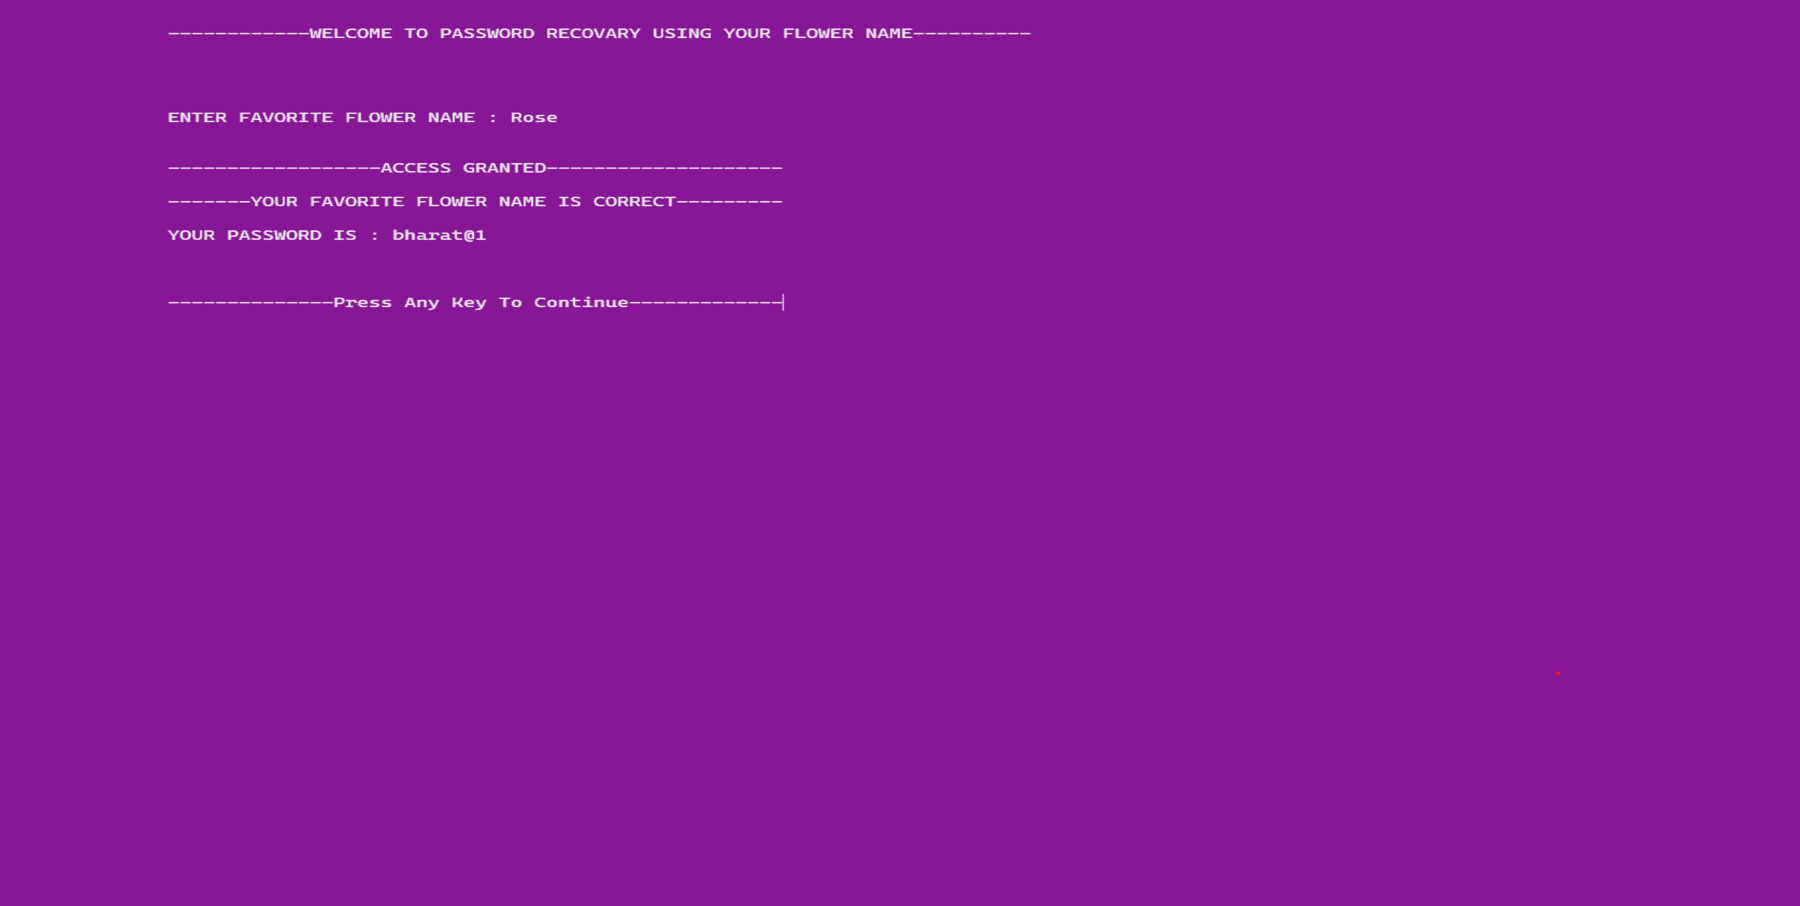 ------------WELCOME TO PASSWORD RECOVARY USING YOUR FLOWER NAME----------
ENTER FAVORITE FLOWER NAME : Rose
------------------ACCESS GRANTED--------------------
-------YOUR FAVORITE FLOWER NAME IS CORRECT---------
YOUR PASSWORD IS : bharat@1
--------------Press Any Key To Continue-------------